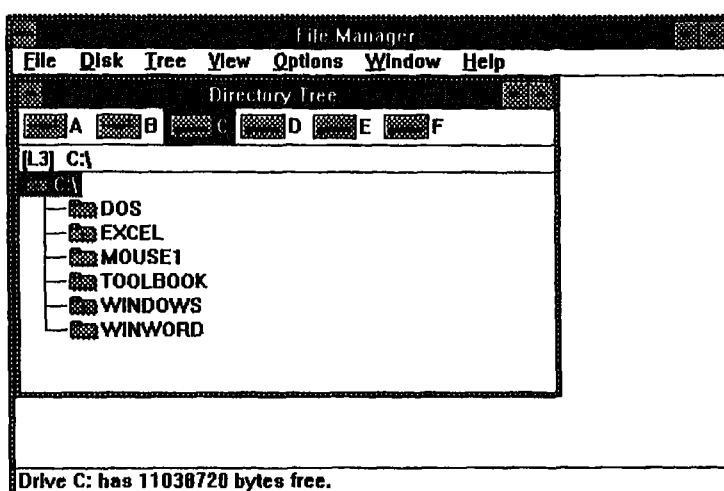 File Manager
File Disk Tree View Options Window Help
Directory Tree
A B C D E F
[L3] C:\
C:\
DOS
EXCEL
MOUSE1
TOOLBOOK
WINDOWS
WINWORD
Drive C: has 11038720 bytes free.